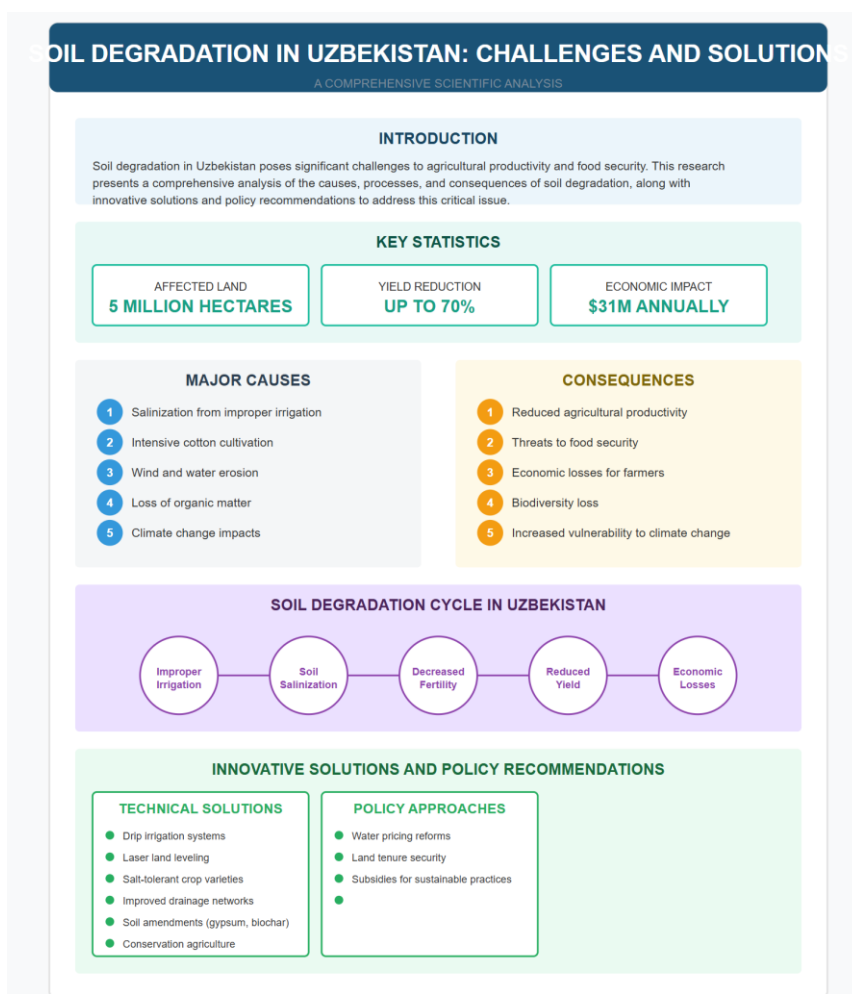 SOIL DEGRADATION IN UZBEKISTAN: CHALLENGES AND SOLUTIONS
A COMPREHENSIVE SCIENTIFIC ANALYSIS
INTRODUCTION
Soil degradation in Uzbekistan poses significant challenges to agricultural productivity and food security. This research
presents a comprehensive analysis of the causes, processes, and consequences of soil degradation, along with
innovative solutions and policy recommendations to address this critical issue.
KEY STATISTICS
AFFECTED LAND
5 MILLION HECTARES
YIELD REDUCTION
UP TO 70%
ECONOMIC IMPACT
$31M ANNUALLY
MAJOR CAUSES
1 Salinization from improper irrigation
2 Intensive cotton cultivation
3 Wind and water erosion
4 Loss of organic matter
5 Climate change impacts
CONSEQUENCES
1 Reduced agricultural productivity
2 Threats to food security
3 Economic losses for farmers
4 Biodiversity loss
5 Increased vulnerability to climate change
SOIL DEGRADATION CYCLE IN UZBEKISTAN
Improper
Irrigation
Soil
Salinization
Decreased
Fertility
Reduced
Yield
Economic
Losses
INNOVATIVE SOLUTIONS AND POLICY RECOMMENDATIONS
TECHNICAL SOLUTIONS
Drip irrigation systems
Laser land leveling
Salt-tolerant crop varieties
Improved drainage networks
Soil amendments (gypsum, biochar)
Conservation agriculture
POLICY APPROACHES
Water pricing reforms
Land tenure security
Subsidies for sustainable practices